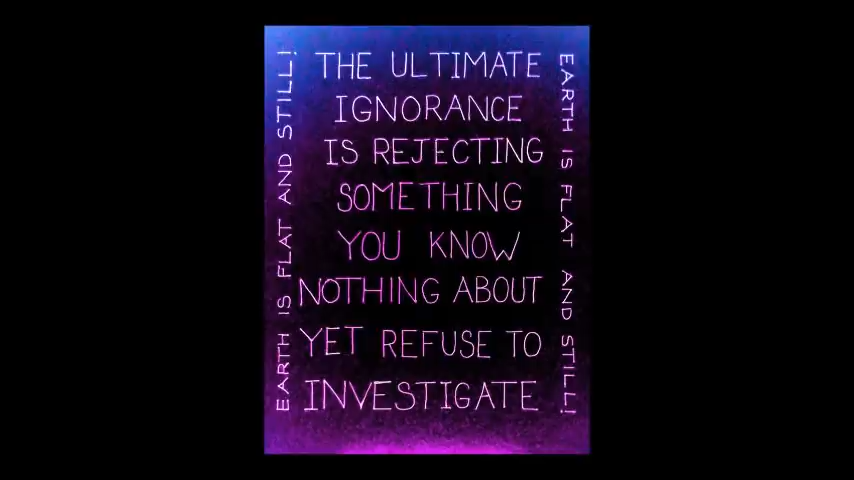 THE ULTIMATE
IGNORANCE
IS REJECTING
SOMETHING
YOU KNOW
NOTHING ABOUT
YET REFUSE TO
INVESTIGATE
EARTH IS FLAT AND STILL!
EARTH IS FLAT AND STILL!